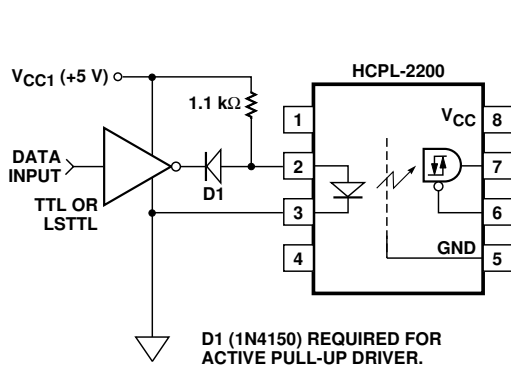 HCPL-2200
VCC1 (+5 V)
1.1 kΩ
DATA
INPUT
TTL OR
LSTTL
D1
1
2
3
4
VCC
8
7
6
GND
5
D1 (1N4150) REQUIRED FOR
ACTIVE PULL-UP DRIVER.